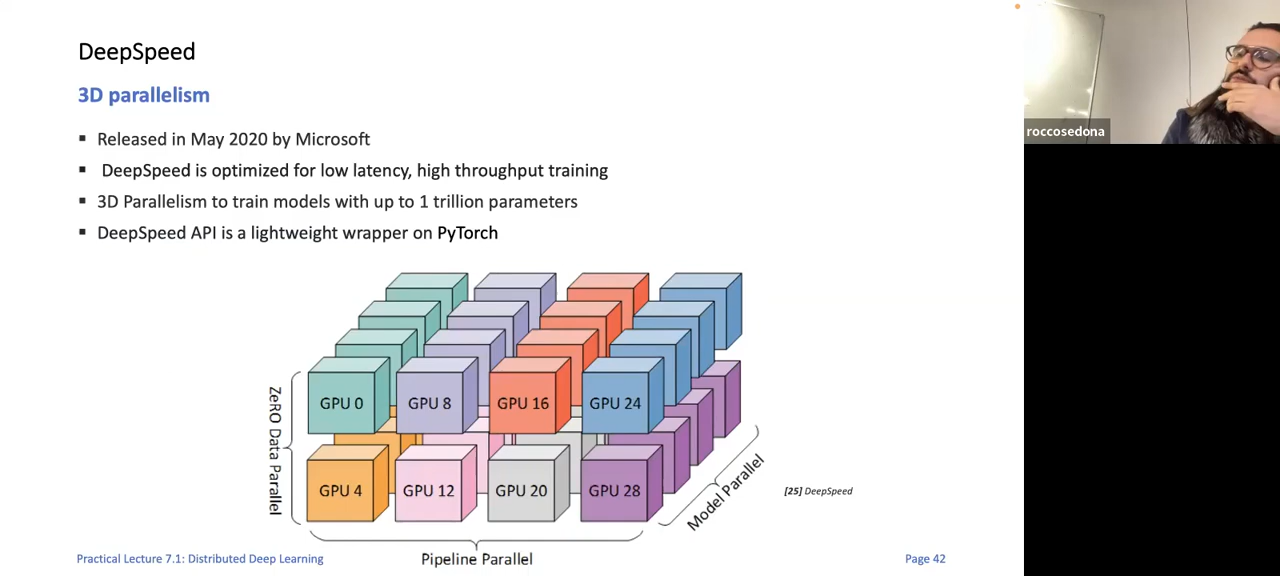 DeepSpeed
3D parallelism
▪ Released in May 2020 by Microsoft
▪ DeepSpeed is optimized for low latency, high throughput training
▪ 3D Parallelism to train models with up to 1 trillion parameters
▪ DeepSpeed API is a lightweight wrapper on PyTorch
ZeRO Data Parallel
GPU 0
GPU 8
GPU 16
GPU 24
GPU 4
GPU 12
GPU 20
GPU 28
Model Parallel
Pipeline Parallel
[25] DeepSpeed
Practical Lecture 7.1: Distributed Deep Learning
Page 42
roccosedona